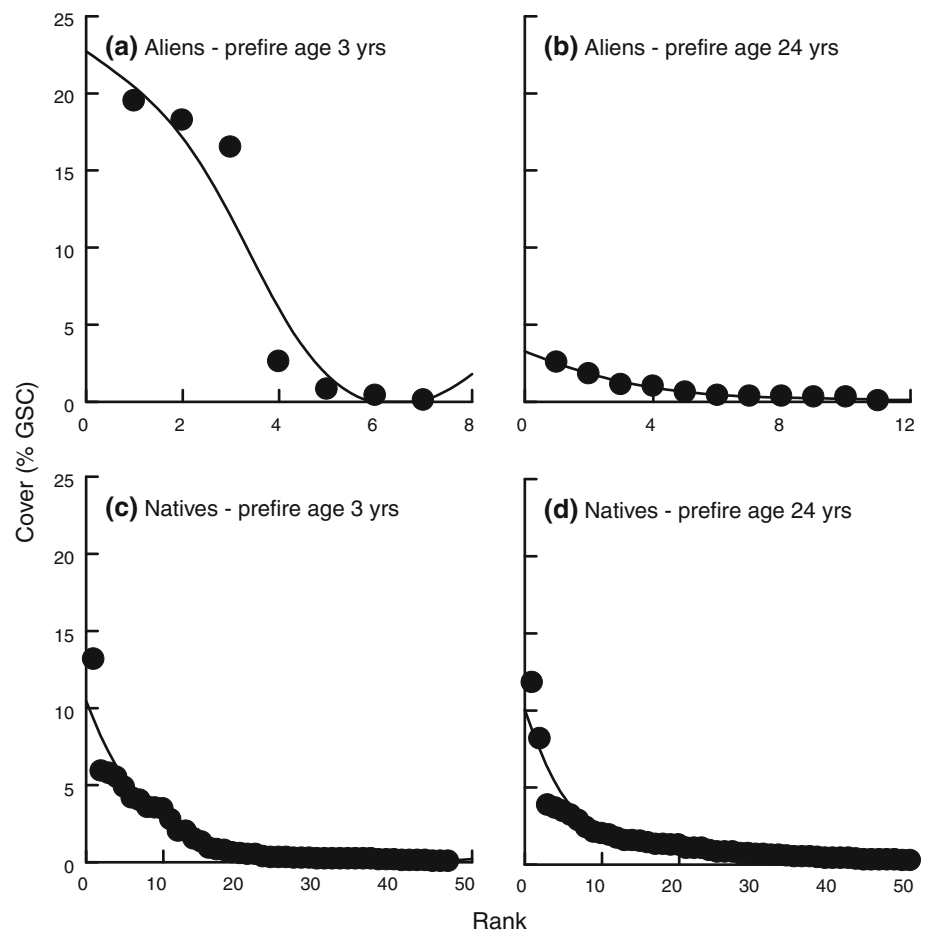 25
20
15
10
5
0
(a) Aliens - prefire age 3 yrs
0 2 4 6 8
(b) Aliens - prefire age 24 yrs
0 4 8 12
Cover (% GSC)
25
20
15
10
5
0
(c) Natives - prefire age 3 yrs
0 10 20 30 40 50
(d) Natives - prefire age 24 yrs
0 10 20 30 40 50
Rank